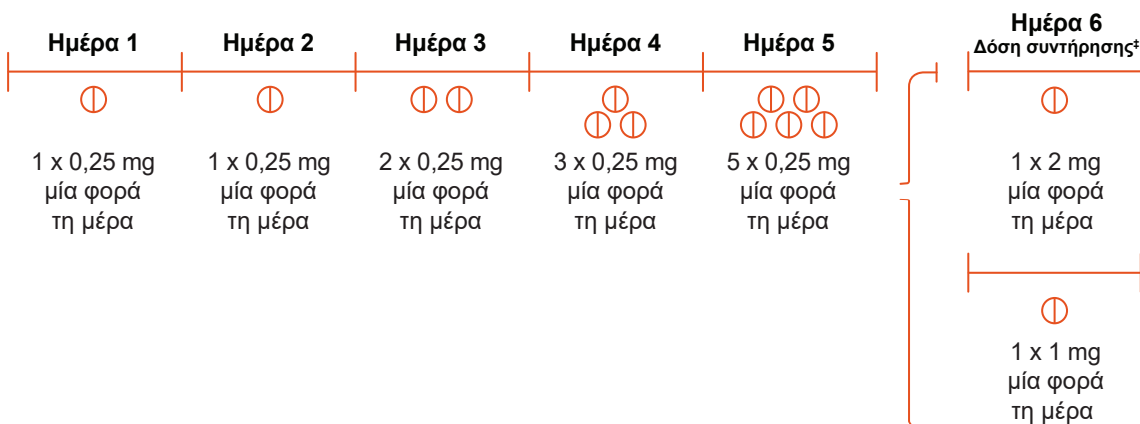 Ημέρα 1
Ημέρα 2
Ημέρα 3
Ημέρα 4
Ημέρα 5
Ημέρα 6
Δόση συντήρησης‡
1 x 0,25 mg
μία φορά
τη μέρα
1 x 0,25 mg
μία φορά
τη μέρα
2 x 0,25 mg
μία φορά
τη μέρα
3 x 0,25 mg
μία φορά
τη μέρα
5 x 0,25 mg
μία φορά
τη μέρα
1 x 2 mg
μία φορά
τη μέρα
1 x 1 mg
μία φορά
τη μέρα